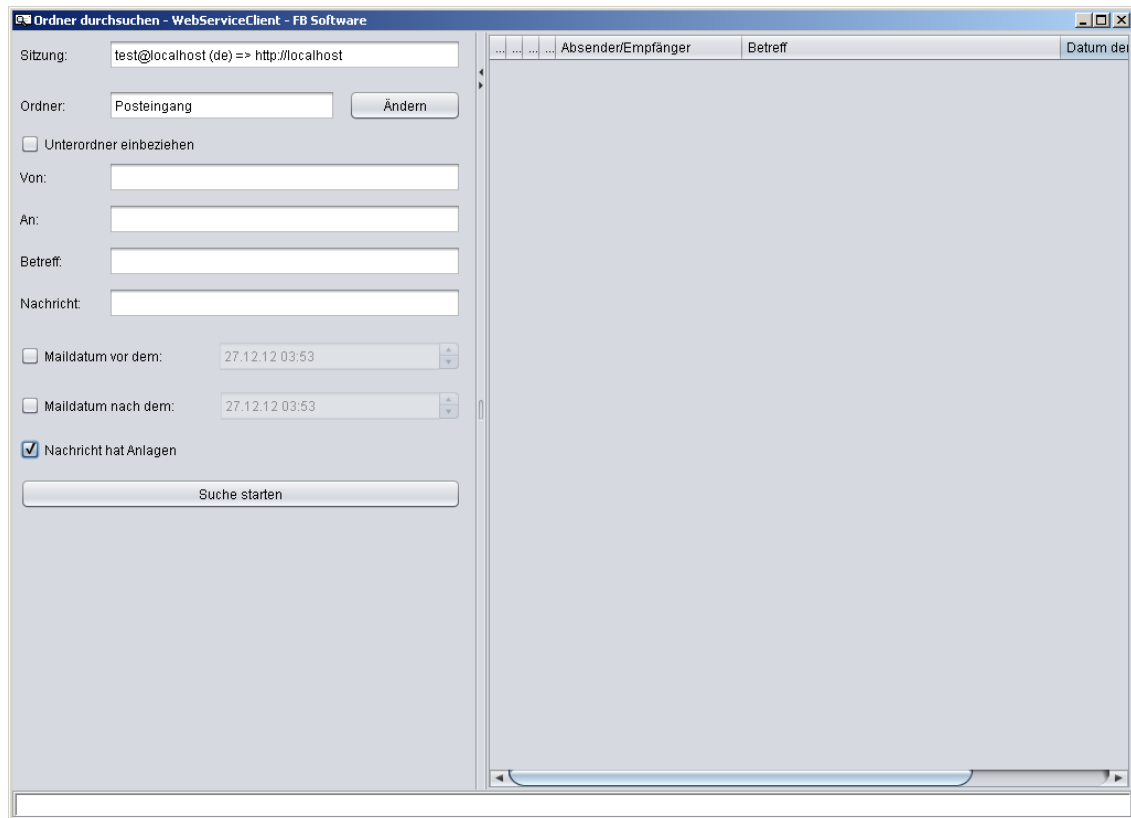 Ordner durchsuchen - WebServiceClient - FB Software
Sitzung: test@localhost (de) => http://localhost
Ordner: Posteingang Ändern
Unterordner einbeziehen
Von:
An:
Betreff:
Nachricht:
Maildatum vor dem: 27.12.12 03:53
Maildatum nach dem: 27.12.12 03:53
Nachricht hat Anlagen
Suche starten
... ... ... ... Absender/Empfänger Betreff Datum der